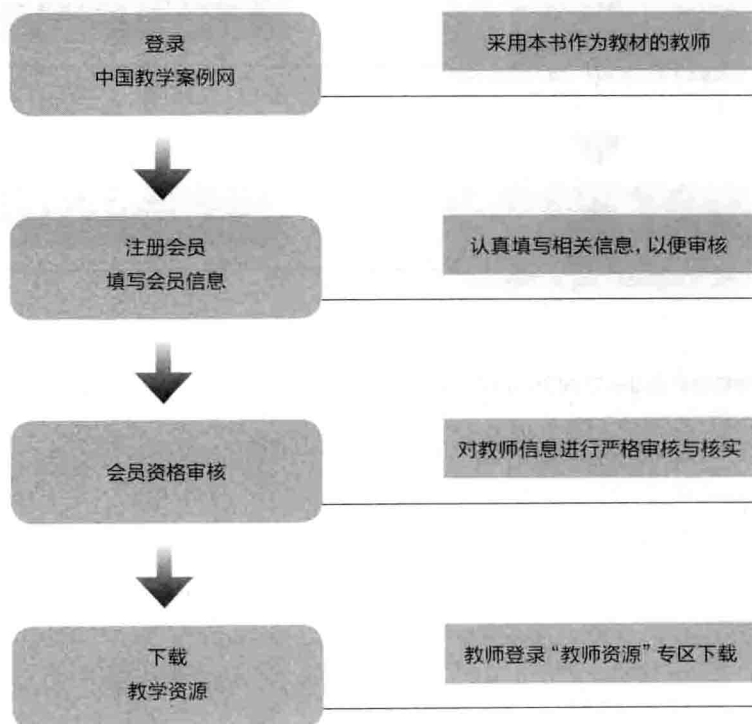 登录
中国教学案例网
采用本书作为教材的教师
注册会员
填写会员信息
认真填写相关信息，以便审核
会员资格审核
对教师信息进行严格审核与核实
下载
教学资源
教师登录“教师资源”专区下载